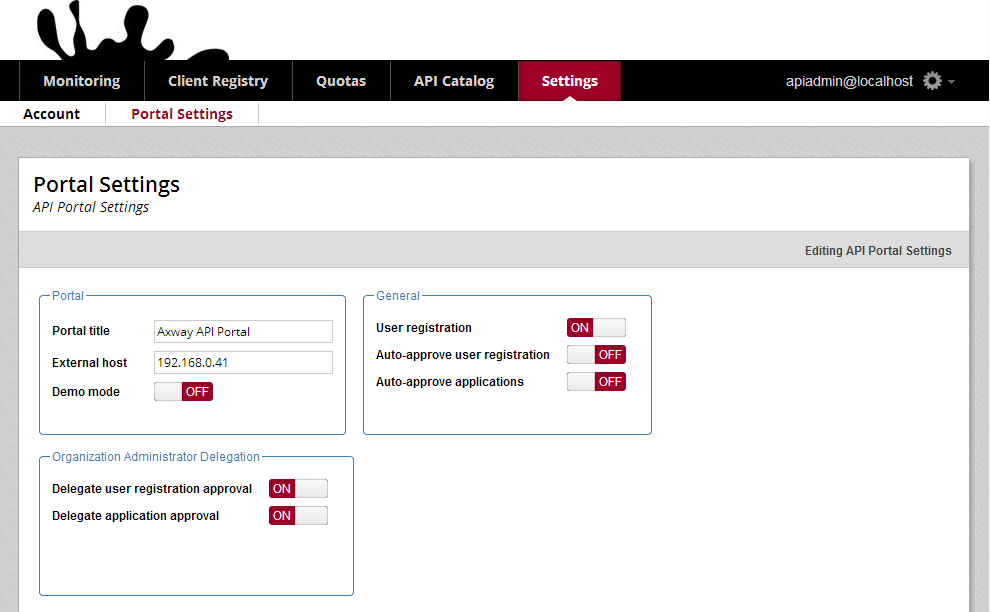 Monitoring Client Registry Quotas API Catalog Settings apiadmin@localhost
Account Portal Settings
Portal Settings
API Portal Settings
Editing API Portal Settings
Portal
Portal title Axway API Portal
External host 192.168.0.41
Demo mode OFF
General
User registration ON
Auto-approve user registration OFF
Auto-approve applications OFF
Organization Administrator Delegation
Delegate user registration approval ON
Delegate application approval ON